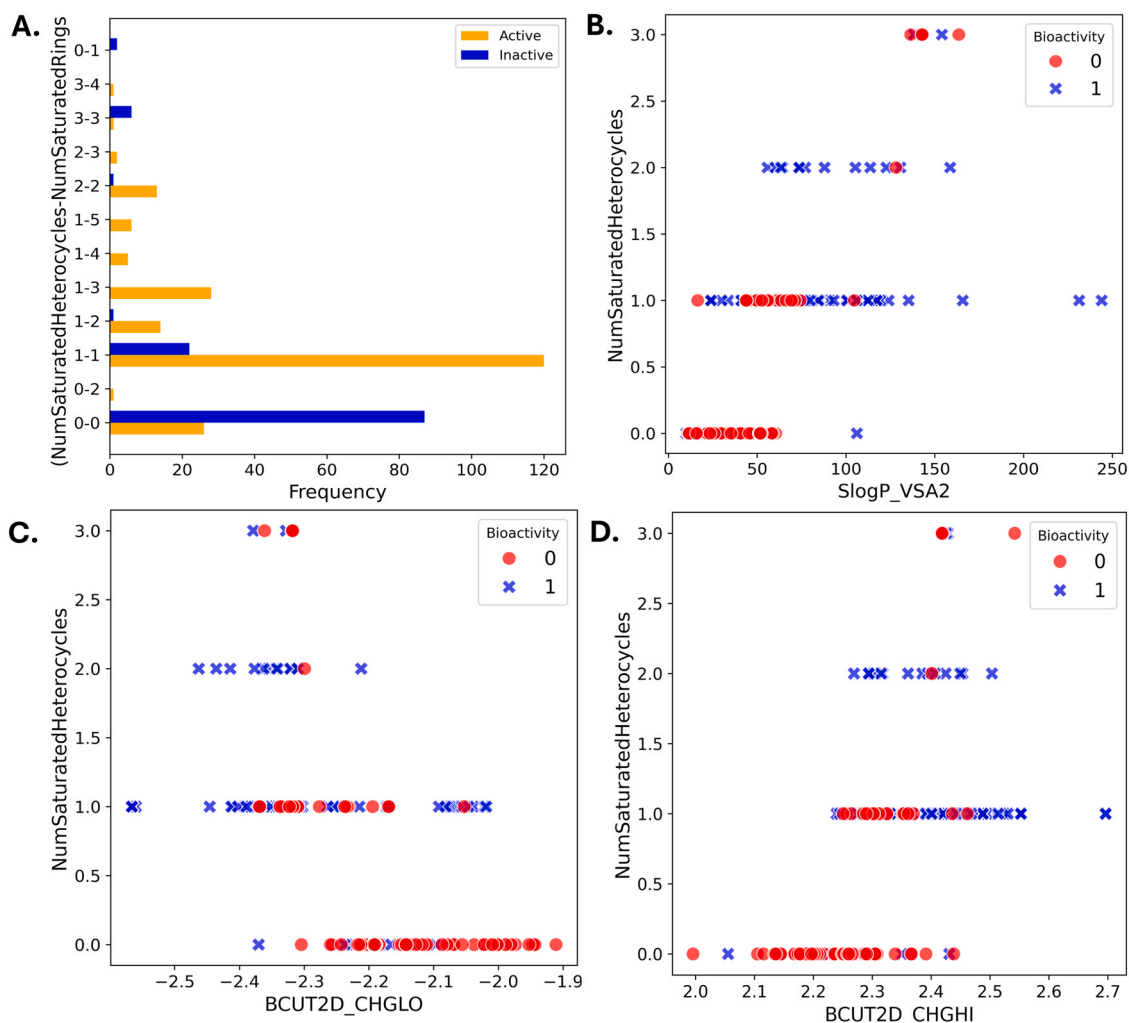 A.
(NumSaturatedHeterocycles-NumSaturatedRings
0-1
3-4
3-3
2-3
2-2
1-5
1-4
1-3
1-2
1-1
0-2
0-0
0 20 40 60 80 100 120
Frequency
Active
Inactive
B.
NumSaturatedHeterocycles
3.0
2.5
2.0
1.5
1.0
0.5
0.0
0 50 100 150 200 250
SlogP_VSA2
Bioactivity
0
1
C.
NumSaturatedHeterocycles
3.0
2.5
2.0
1.5
1.0
0.5
0.0
−2.5 −2.4 −2.3 −2.2 −2.1 −2.0 −1.9
BCUT2D_CHGLO
Bioactivity
0
1
D.
NumSaturatedHeterocycles
3.0
2.5
2.0
1.5
1.0
0.5
0.0
2.0 2.1 2.2 2.3 2.4 2.5 2.6 2.7
BCUT2D_CHGHI
Bioactivity
0
1